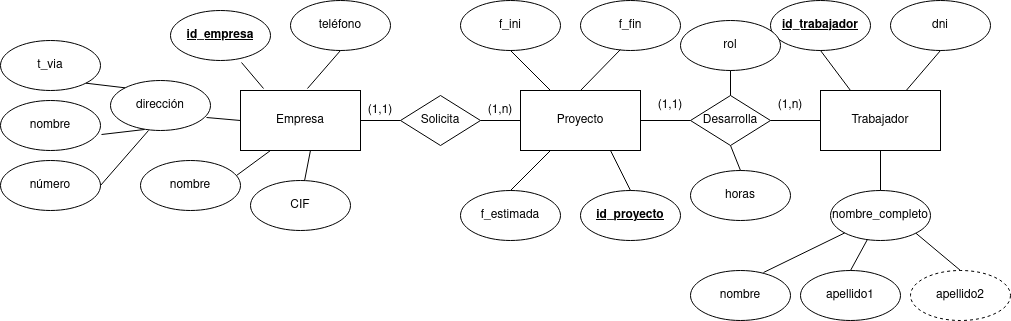 id_empresa
teléfono
f_ini
f_fin
id_trabajador
dni
rol
t_vía
dirección
nombre
número
nombre
CIF
Empresa
(1,1)
Solicita
(1,n)
Proyecto
(1,1)
Desarrolla
(1,n)
Trabajador
f_estimada
id_proyecto
horas
nombre_completo
nombre
apellido1
apellido2